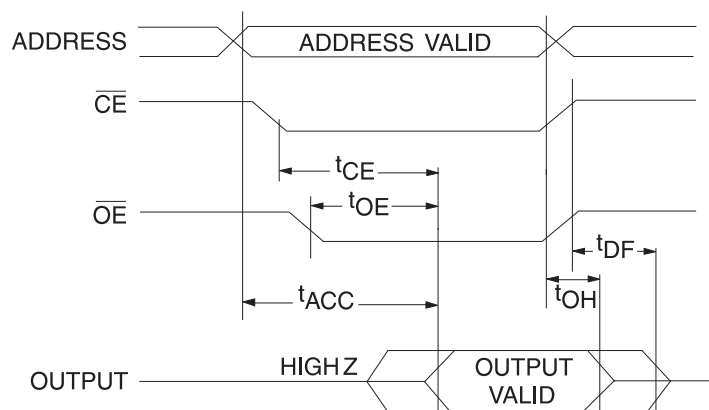 ADDRESS
ADDRESS VALID
CE
tCE
OE
tOE
tDF
tACC
tOH
OUTPUT
HIGH Z
OUTPUT
VALID